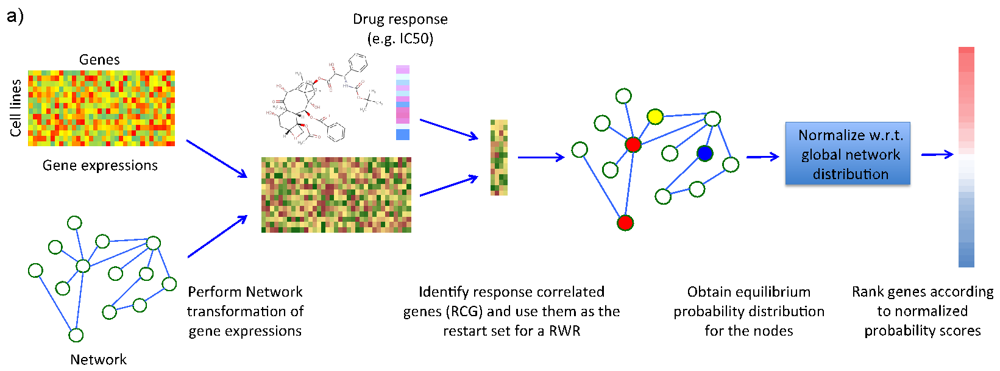 a)
Drug response
(e.g. IC50)
Genes
Cell lines
Gene expressions
Normalize w.r.t.
global network
distribution
Perform Network
transformation of
gene expressions
Identify response correlated
genes (RCG) and use them as the
restart set for a RWR
Obtain equilibrium
probability distribution
for the nodes
Rank genes according
to normalized
probability scores
Network